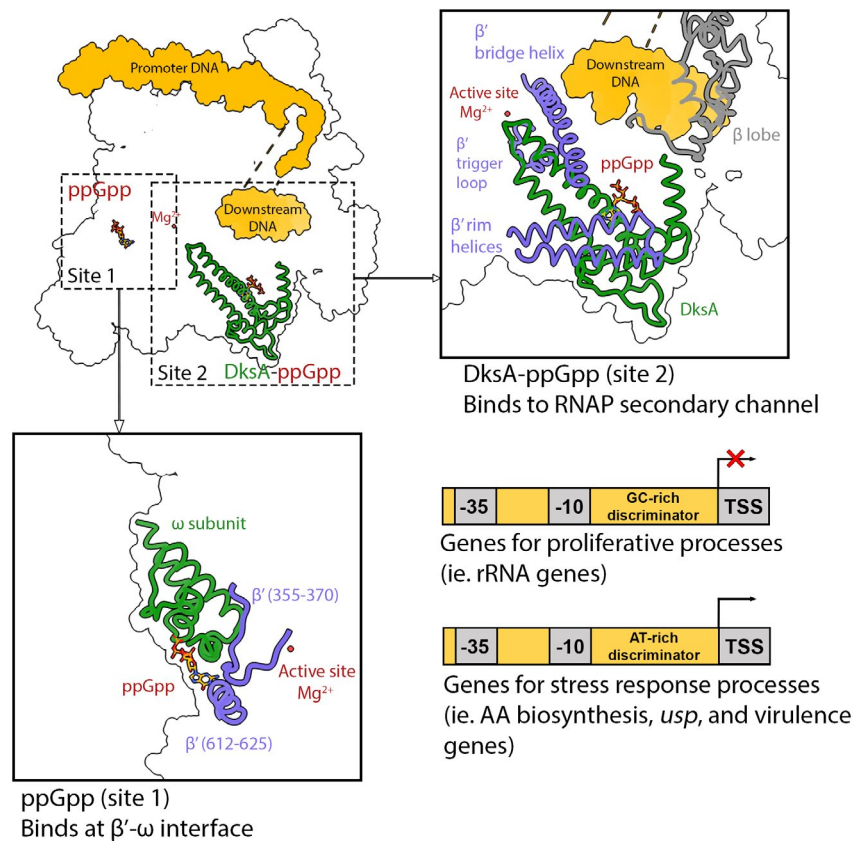 Promoter DNA
ppGpp
Site 1
Mg²⁺
Downstream
DNA
Site 2
DksA-ppGpp
β′
bridge helix
Downstream
DNA
Active site
Mg²⁺
β lobe
β′
trigger
loop
ppGpp
β′ rim
helices
DksA
DksA-ppGpp (site 2)
Binds to RNAP secondary channel
ω subunit
β′ (355-370)
Active site
Mg²⁺
ppGpp
β′ (612-625)
ppGpp (site 1)
Binds at β′-ω interface
-35 -10 GC-rich
discriminator TSS
Genes for proliferative processes
(ie. rRNA genes)
-35 -10 AT-rich
discriminator TSS
Genes for stress response processes
(ie. AA biosynthesis, usp, and virulence
genes)